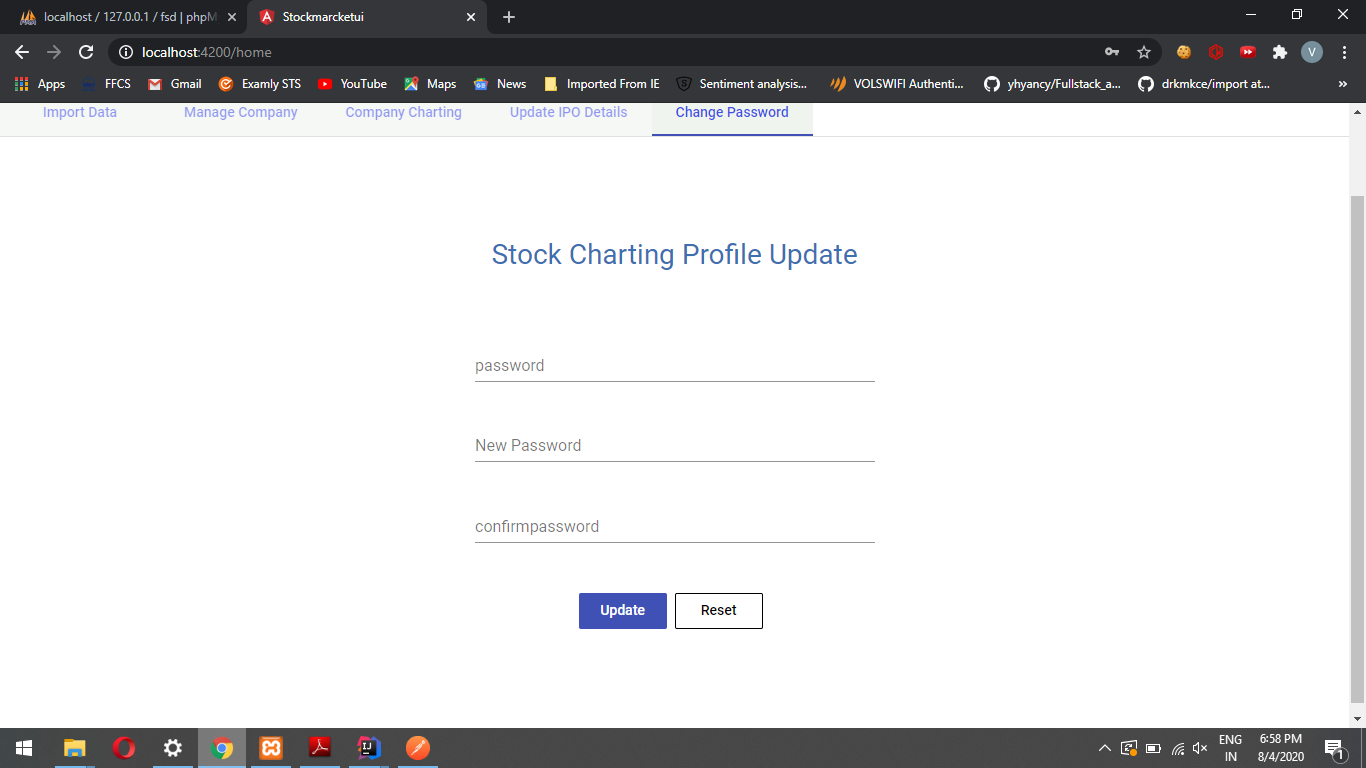 localhost / 127.0.0.1 / fsd | phpM
Stockmarcketui
localhost:4200/home
V
Apps FFCS Gmail Examly STS YouTube Maps News Imported From IE Sentiment analysis... VOLSWIFI Authenti... yhyancy/Fullstack_a... drkmkce/import at... »
Import Data Manage Company Company Charting Update IPO Details Change Password
Stock Charting Profile Update
password
New Password
confirmpassword
Update Reset
ENG 6:58 PM
IN 8/4/2020 1